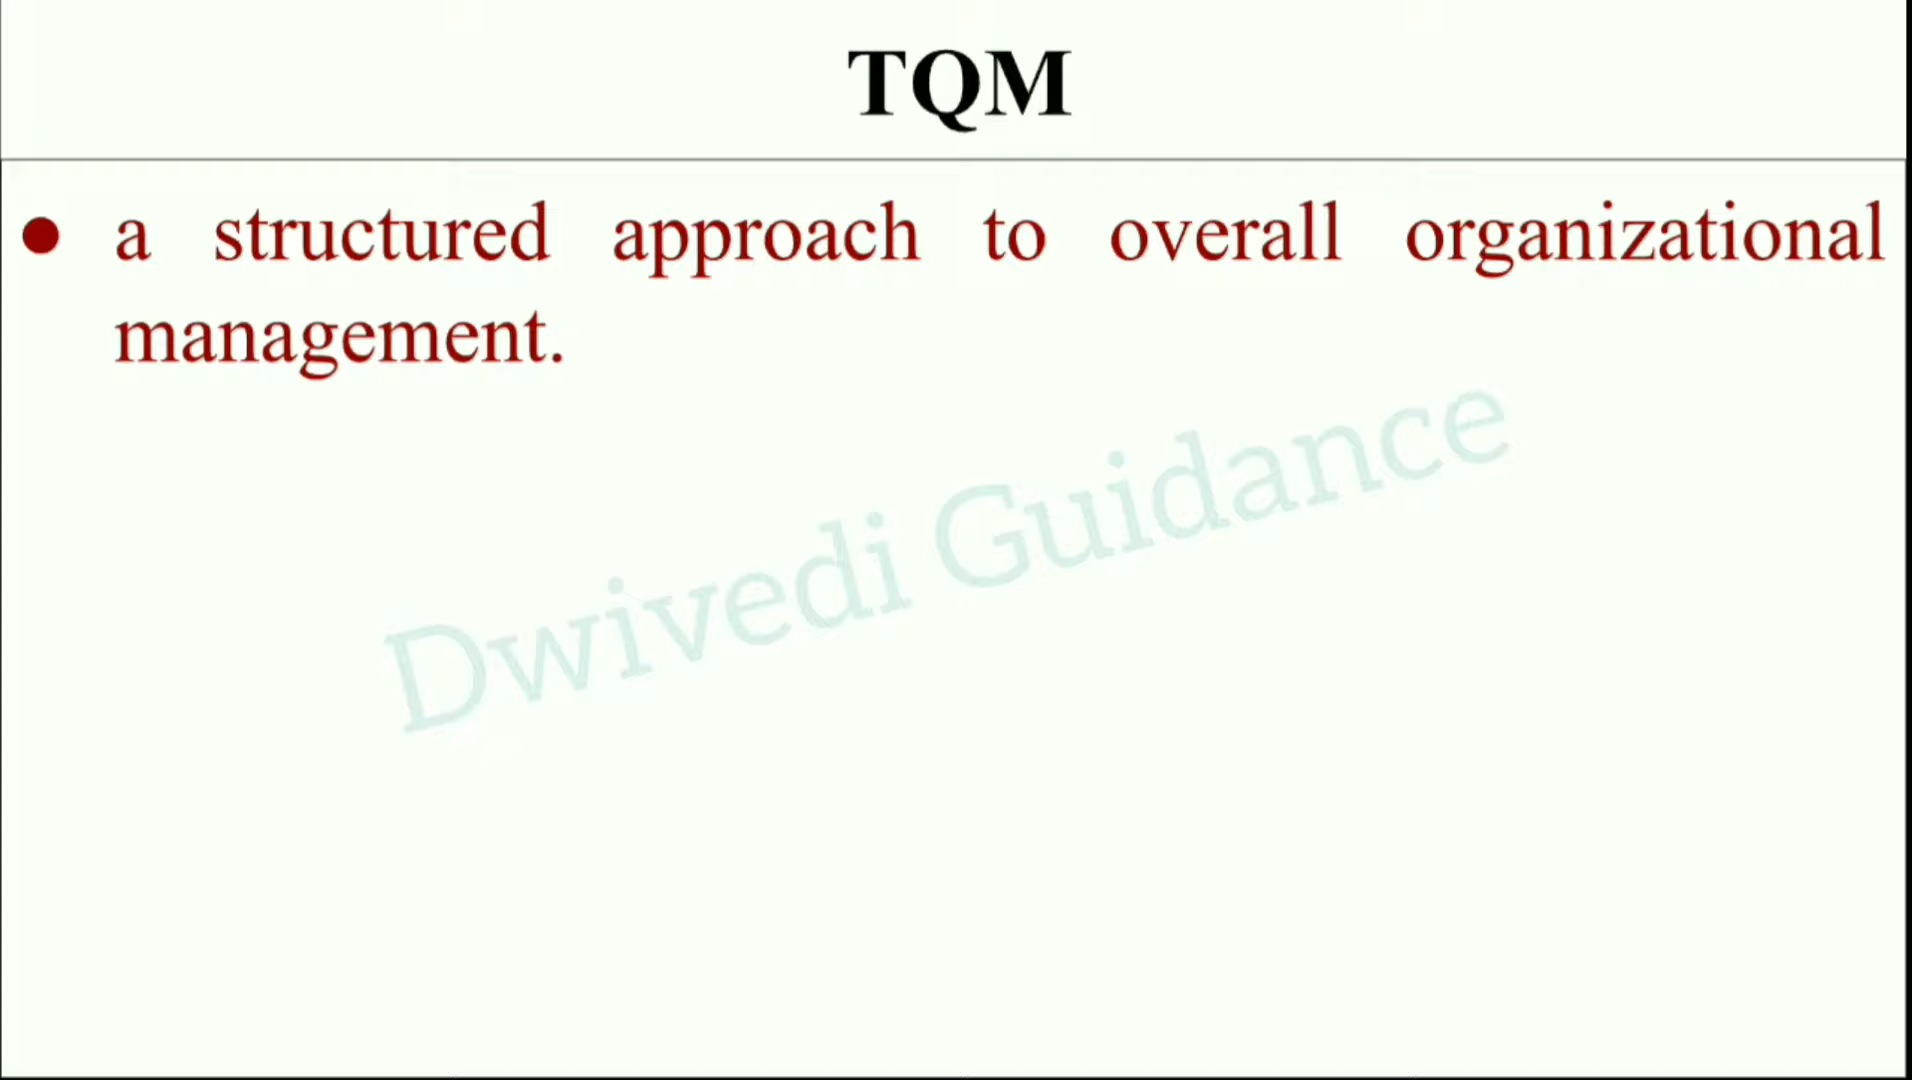 TQM
● a structured approach to overall organizational
management.
Dwivedi Guidance